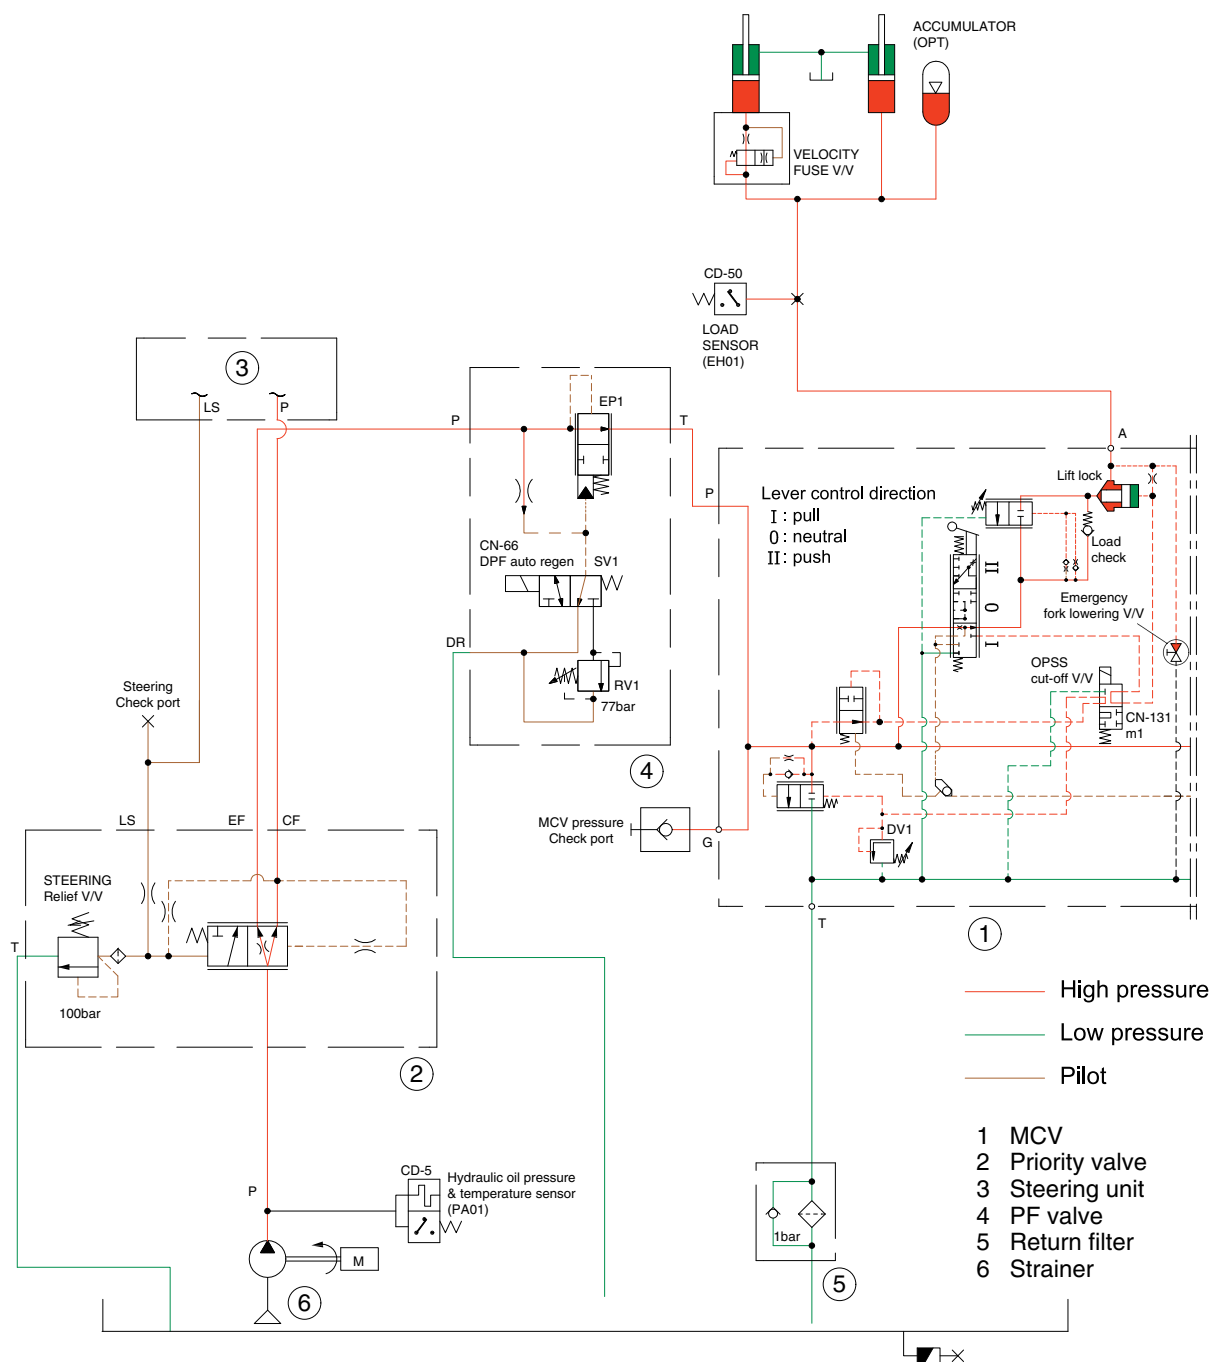 ACCUMULATOR
(OPT)
VELOCITY
FUSE V/V
CD-50
LOAD
SENSOR
(EH01)
3
LS
P
P
EP1
T
CN-66
DPF auto regen
SV1
DR
RV1
77bar
4
A
P
Lift lock
Lever control direction
I : pull
0 : neutral
II : push
Load
check
II
0
I
Emergency
fork lowering V/V
OPSS
cut-off V/V
CN-131
m1
Steering
Check port
MCV pressure
Check port
G
DV1
T
1
LS
EF
CF
STEERING
Relief V/V
T
100bar
2
High pressure
Low pressure
Pilot
P
CD-5
Hydraulic oil pressure
& temperature sensor
(PA01)
M
6
1bar
5
1 MCV
2 Priority valve
3 Steering unit
4 PF valve
5 Return filter
6 Strainer